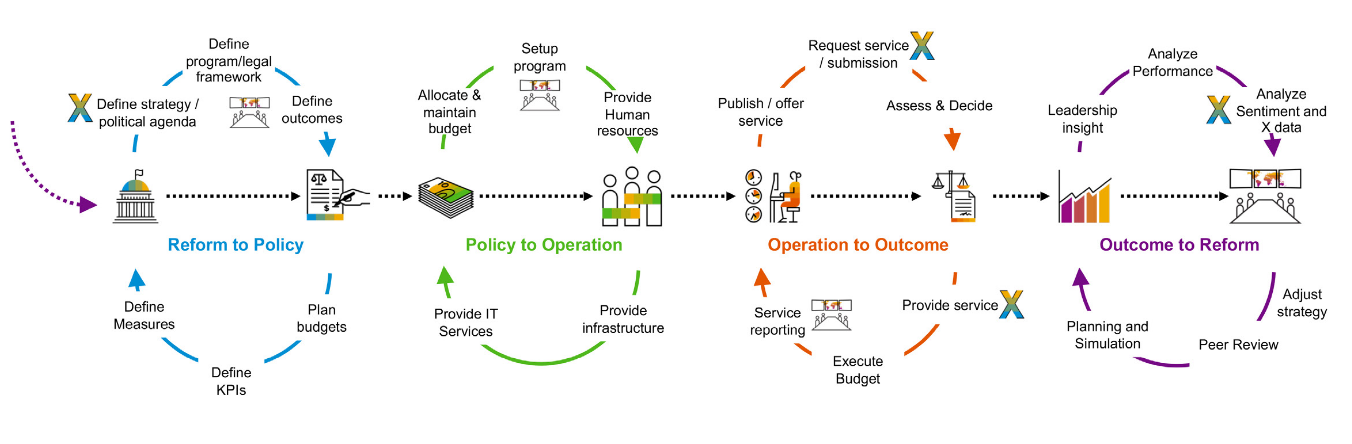 Define
program/legal
framework
Define strategy /
political agenda
Define
outcomes
Reform to Policy
Define
Measures
Plan
budgets
Define
KPIs
Setup
program
Allocate &
maintain
budget
Provide
Human
resources
Policy to Operation
Provide IT
Services
Provide
infrastructure
Request service
/ submission
X
Publish / offer
service
Assess & Decide
Operation to Outcome
Service
reporting
Provide service
X
Execute
Budget
Analyze
Performance
Leadership
insight
X
Analyze
Sentiment and
X data
Outcome to Reform
Adjust
strategy
Planning and
Simulation
Peer Review
X
$